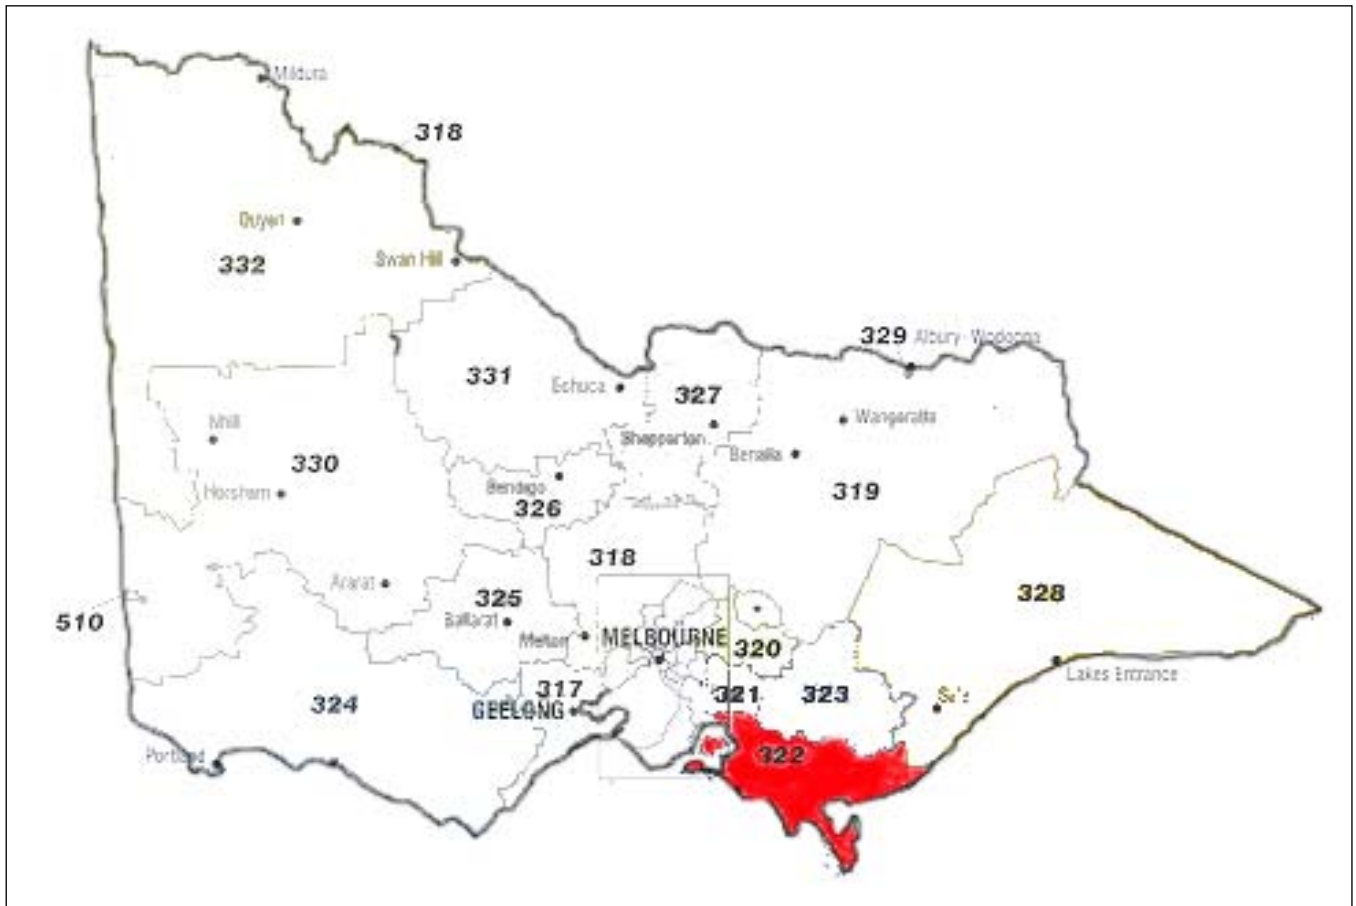 Mildura
318
Ouyen
332
Swan Hill
329 Albury-Wodonga
331
Echuca
327
Wangaratta
Nhill
Shepparton
Benalla
330
Horsham
Bendigo
319
326
318
Ararat
325
328
510
Ballarat
Melton
MELBOURNE
320
Lakes Entrance
317
321
323
Sale
324
GEELONG
Portland
322